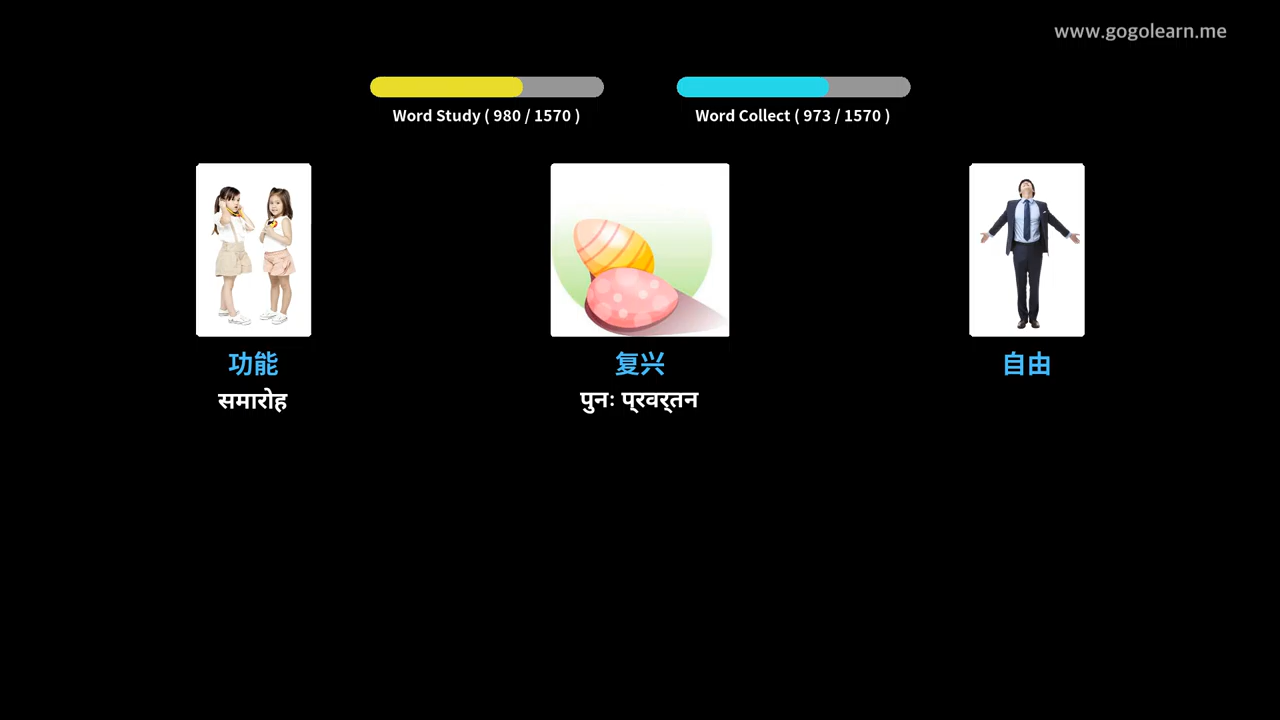 www.gogolearn.me
Word Study ( 980 / 1570 )
Word Collect ( 973 / 1570 )
功能
复兴
自由
समारोह
पुनः प्रवर्तन